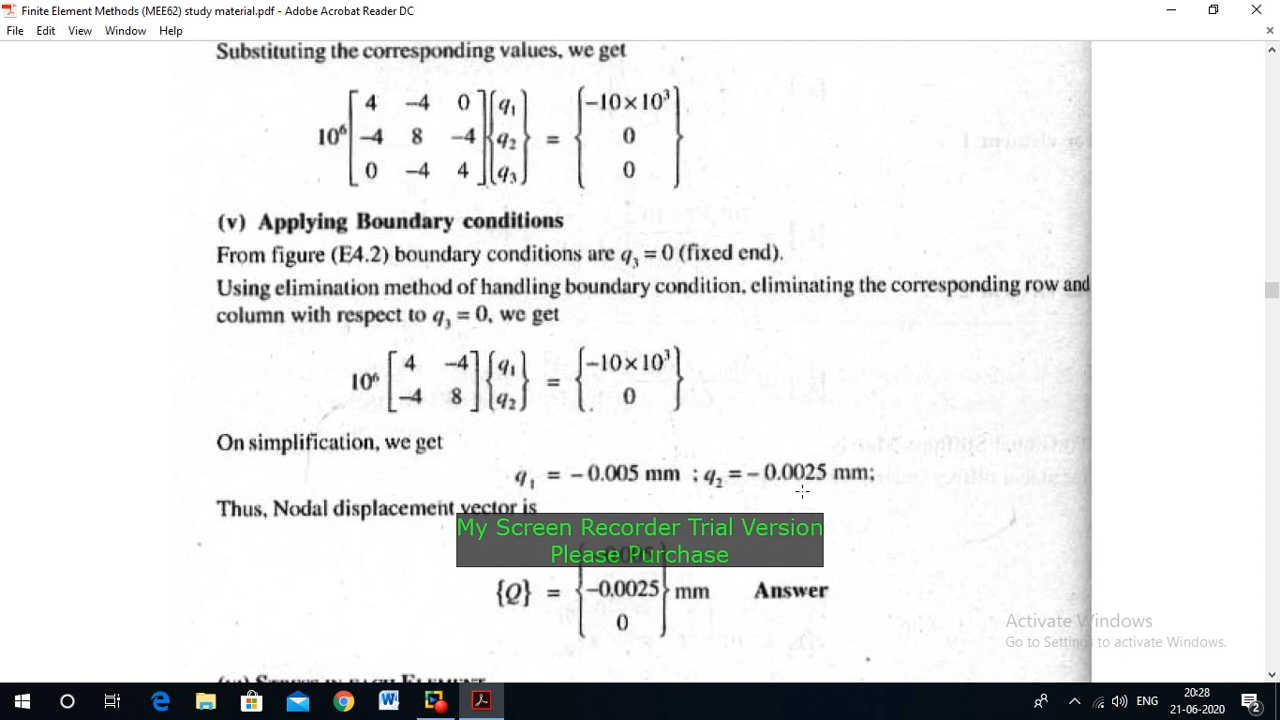 Finite Element Methods (MEE62) study material.pdf - Adobe Acrobat Reader DC
File Edit View Window Help
Substituting the corresponding values, we get
10⁶ [4 -4 0] {q₁} = {-10×10³}
[-4 8 -4] {q₂} {0}
[0 -4 4] {q₃} {0}
(v) Applying Boundary conditions
From figure (E4.2) boundary conditions are q₃ = 0 (fixed end).
Using elimination method of handling boundary condition, eliminating the corresponding row and
column with respect to q₃ = 0, we get
10⁶ [4 -4] {q₁} = {-10×10³}
[-4 8] {q₂} {0}
On simplification, we get
q₁ = - 0.005 mm ; q₂ = - 0.0025 mm;
Thus, Nodal displacement vector is
My Screen Recorder Trial Version
Please Purchase
{Q} = {-0.0025} mm Answer
0
Activate Windows
Go to Settings to activate Windows.
ENG
20:28
21-06-2020
2